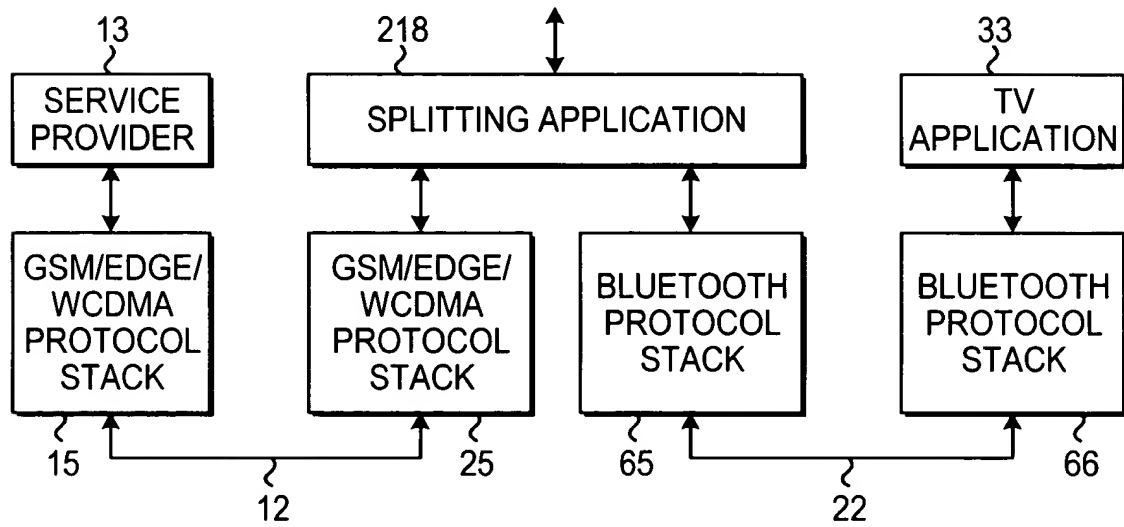 13
218
33
SERVICE
PROVIDER
SPLITTING APPLICATION
TV
APPLICATION
GSM/EDGE/
WCDMA
PROTOCOL
STACK
GSM/EDGE/
WCDMA
PROTOCOL
STACK
BLUETOOTH
PROTOCOL
STACK
BLUETOOTH
PROTOCOL
STACK
15
25
65
66
12
22